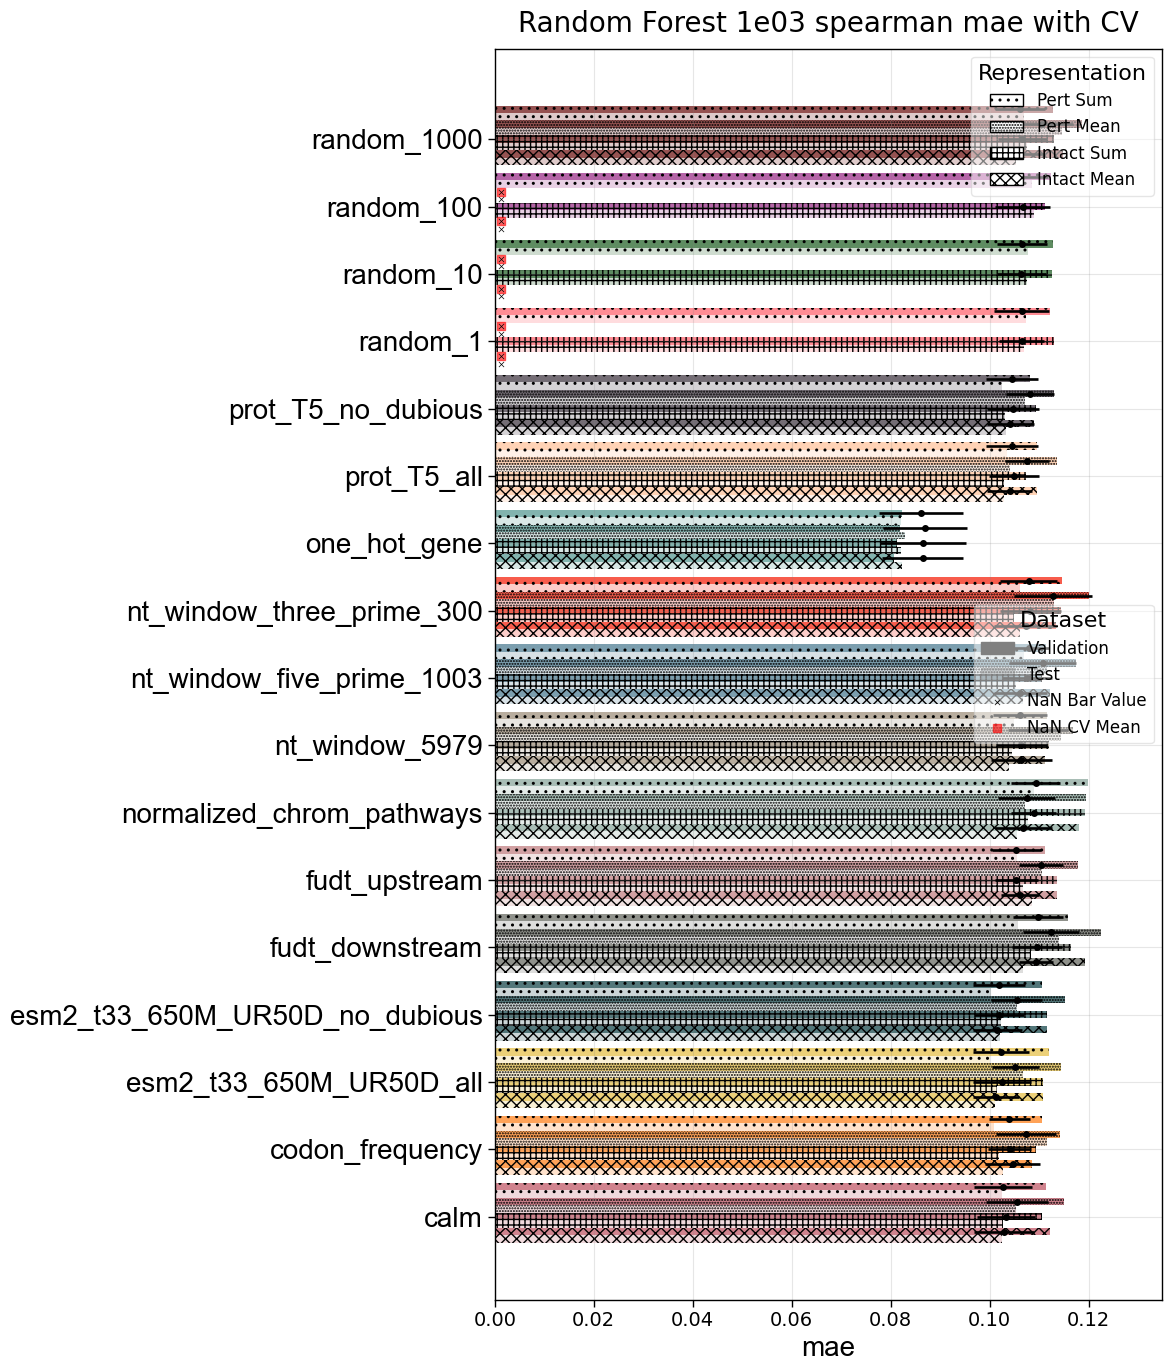 Random Forest 1e03 spearman mae with CV
Representation
Pert Sum
Pert Mean
Intact Sum
Intact Mean
random_1000
random_100
random_10
random_1
prot_T5_no_dubious
prot_T5_all
one_hot_gene
nt_window_three_prime_300
Dataset
Validation
Test
NaN Bar Value
NaN CV Mean
nt_window_five_prime_1003
nt_window_5979
normalized_chrom_pathways
fudt_upstream
fudt_downstream
esm2_t33_650M_UR50D_no_dubious
esm2_t33_650M_UR50D_all
codon_frequency
calm
0.00 0.02 0.04 0.06 0.08 0.10 0.12
mae